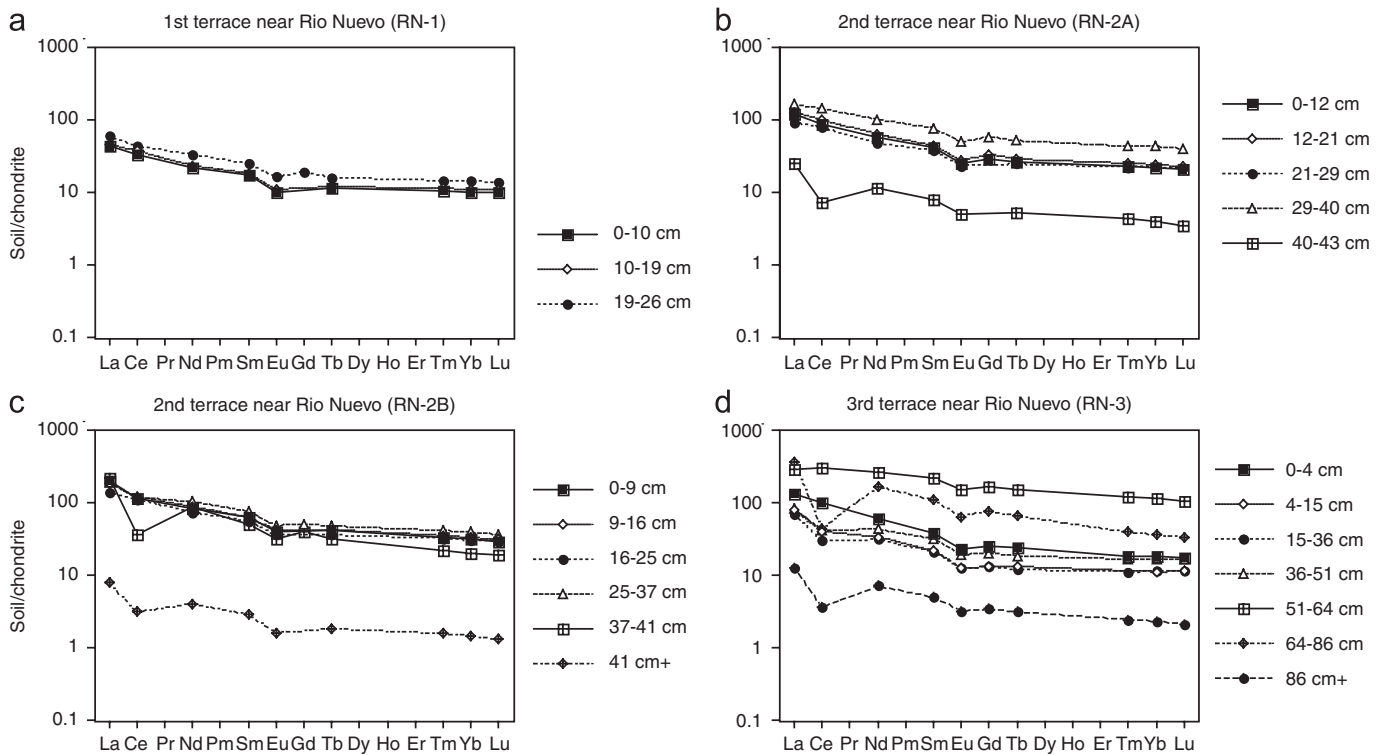 a
1st terrace near Rio Nuevo (RN-1)
1000
100
10
1
0.1
Soil/chondrite
La Ce Pr Nd Pm Sm Eu Gd Tb Dy Ho Er Tm Yb Lu
0-10 cm
10-19 cm
19-26 cm
b
2nd terrace near Rio Nuevo (RN-2A)
1000
100
10
1
0.1
La Ce Pr Nd Pm Sm Eu Gd Tb Dy Ho Er Tm Yb Lu
0-12 cm
12-21 cm
21-29 cm
29-40 cm
40-43 cm
c
2nd terrace near Rio Nuevo (RN-2B)
1000
100
10
1
0.1
Soil/chondrite
La Ce Pr Nd Pm Sm Eu Gd Tb Dy Ho Er Tm Yb Lu
0-9 cm
9-16 cm
16-25 cm
25-37 cm
37-41 cm
41 cm+
d
3rd terrace near Rio Nuevo (RN-3)
1000
100
10
1
0.1
La Ce Pr Nd Pm Sm Eu Gd Tb Dy Ho Er Tm Yb Lu
0-4 cm
4-15 cm
15-36 cm
36-51 cm
51-64 cm
64-86 cm
86 cm+